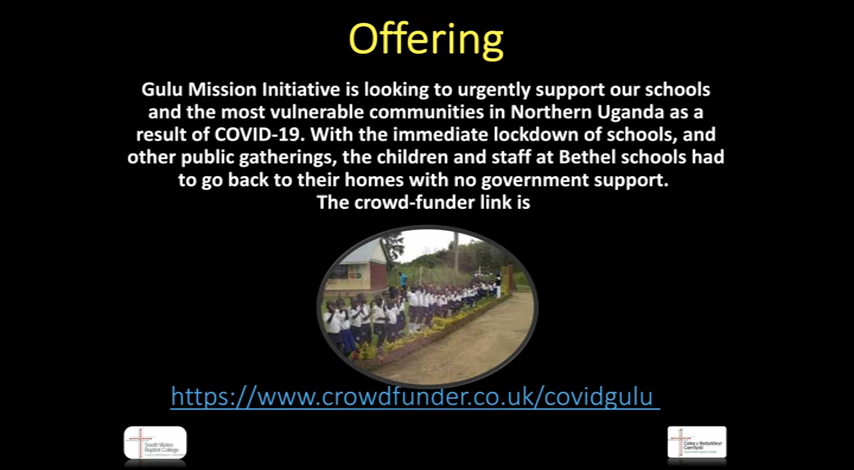 Offering
Gulu Mission Initiative is looking to urgently support our schools
and the most vulnerable communities in Northern Uganda as a
result of COVID-19. With the immediate lockdown of schools, and
other public gatherings, the children and staff at Bethel schools had
to go back to their homes with no government support.
The crowd-funder link is
https://www.crowdfunder.co.uk/covidgulu
South Wales
Baptist College